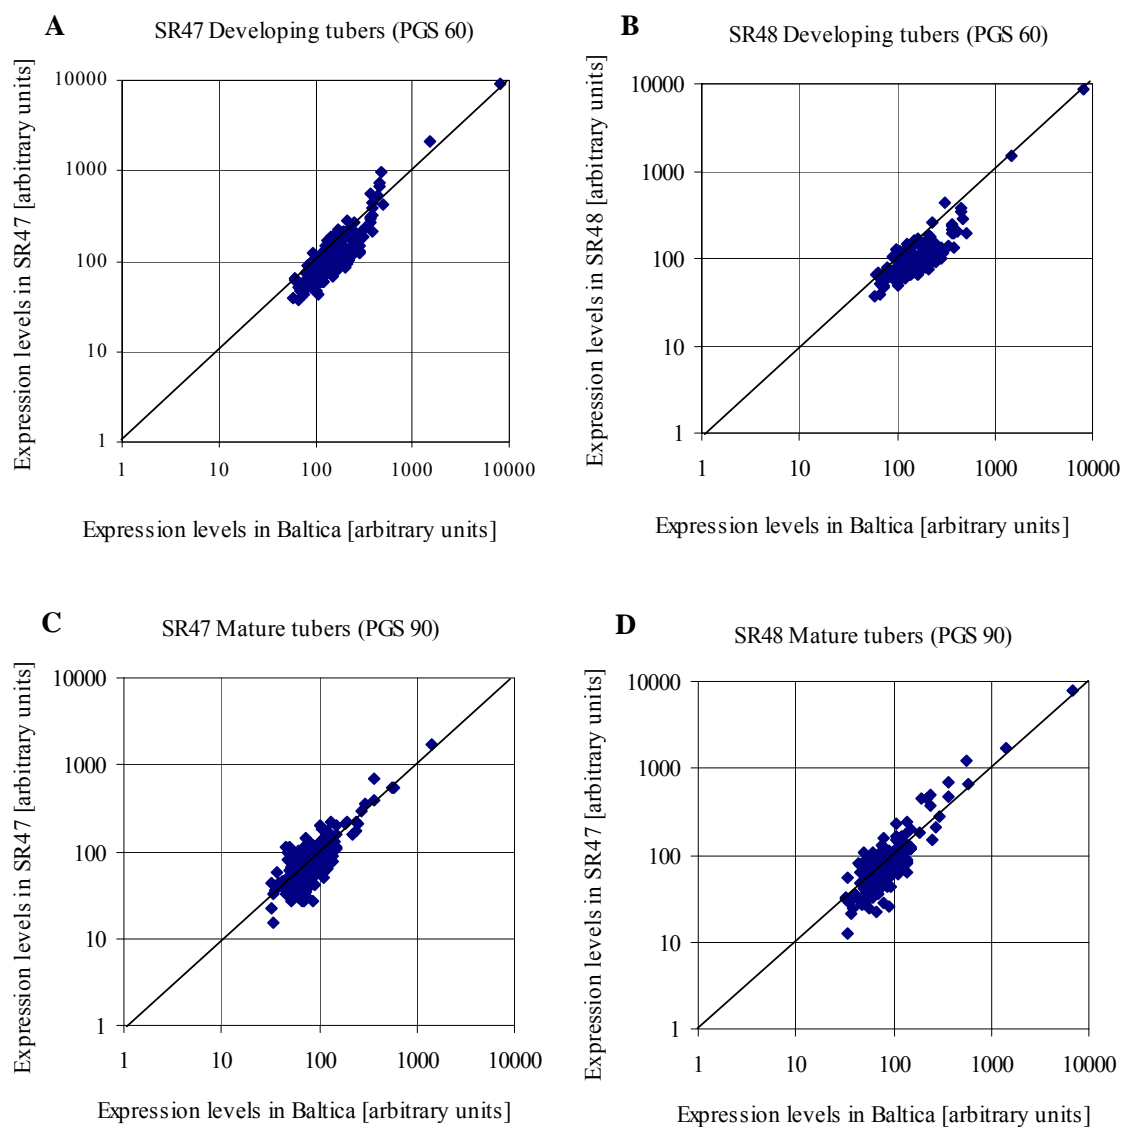 A
SR47 Developing tubers (PGS 60)
Expression levels in SR47 [arbitrary units]
10000
1000
100
10
1
1
10
100
1000
10000
Expression levels in Baltica [arbitrary units]
B
SR48 Developing tubers (PGS 60)
Expression levels in SR48 [arbitrary units]
10000
1000
100
10
1
1
10
100
1000
10000
Expression levels in Baltica [arbitrary units]
C
SR47 Mature tubers (PGS 90)
Expression levels in SR47 [arbitrary units]
10000
1000
100
10
1
1
10
100
1000
10000
Expression levels in Baltica [arbitrary units]
D
SR48 Mature tubers (PGS 90)
Expression levels in SR47 [arbitrary units]
10000
1000
100
10
1
1
10
100
1000
10000
Expression levels in Baltica [arbitrary units]